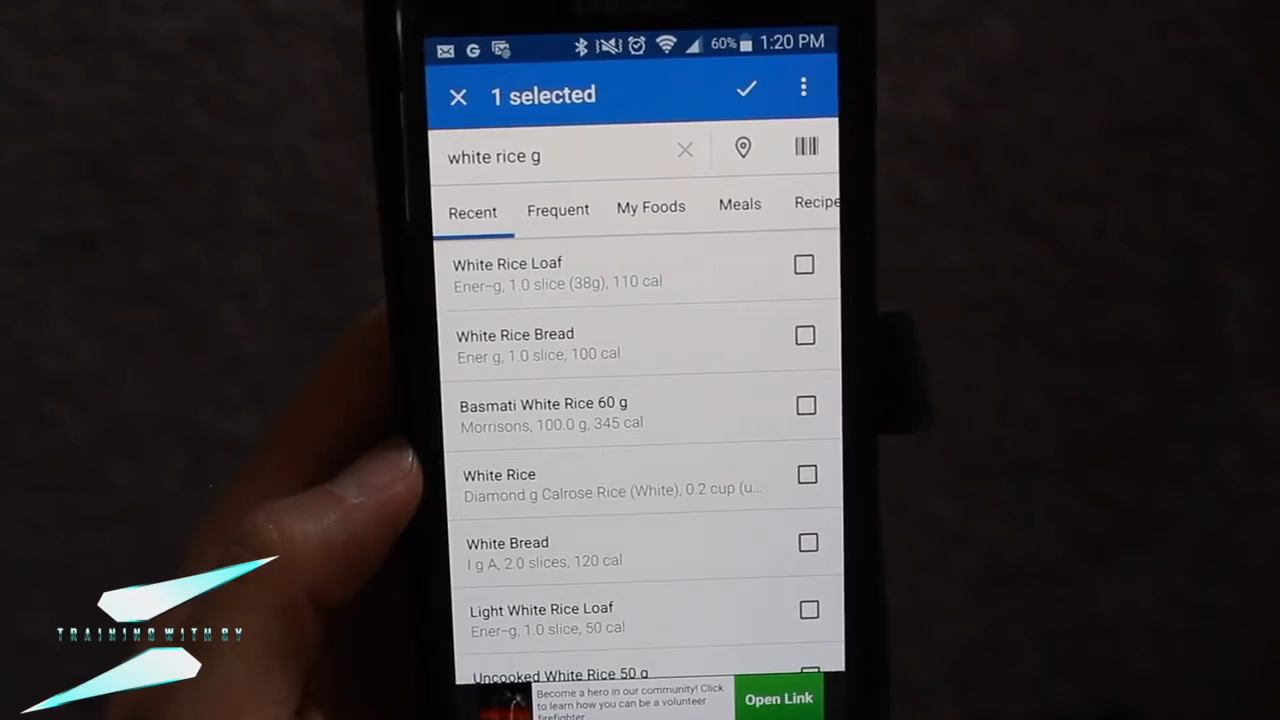 60% 1:20 PM
1 selected
white rice g
Recent Frequent My Foods Meals Recipe
White Rice Loaf
Ener-g, 1.0 slice (38g), 110 cal
White Rice Bread
Ener g, 1.0 slice, 100 cal
Basmati White Rice 60 g
Morrisons, 100.0 g, 345 cal
White Rice
Diamond g Calrose Rice (White), 0.2 cup (u...
White Bread
I g A, 2.0 slices, 120 cal
Light White Rice Loaf
Ener-g, 1.0 slice, 50 cal
Uncooked White Rice 50 g
Become a hero in our community! Click
to learn how you can be a volunteer
firefighter
Open Link
TRAINING WITH SY